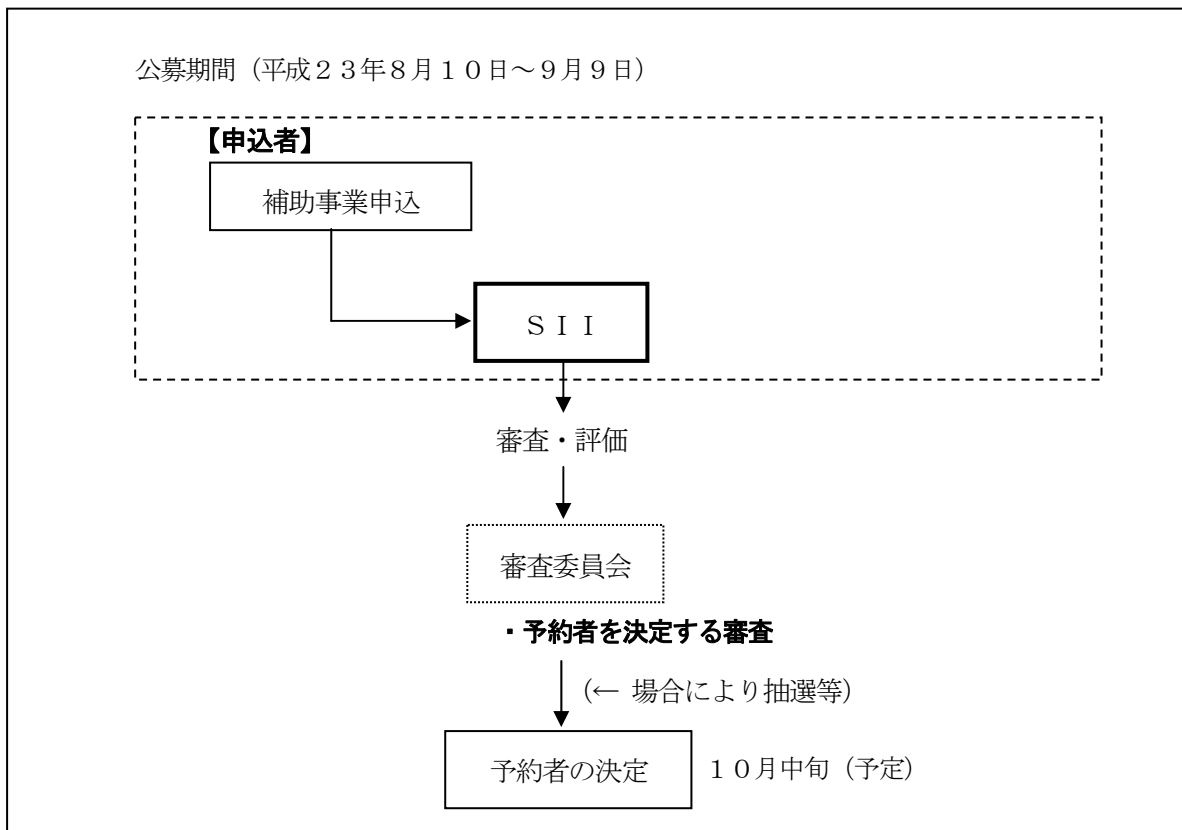 公募期間（平成２３年８月１０日～９月９日）
【申込者】
補助事業申込
ＳＩＩ
審査・評価
審査委員会
・予約者を決定する審査
（← 場合により抽選等）
予約者の決定 １０月中旬（予定）